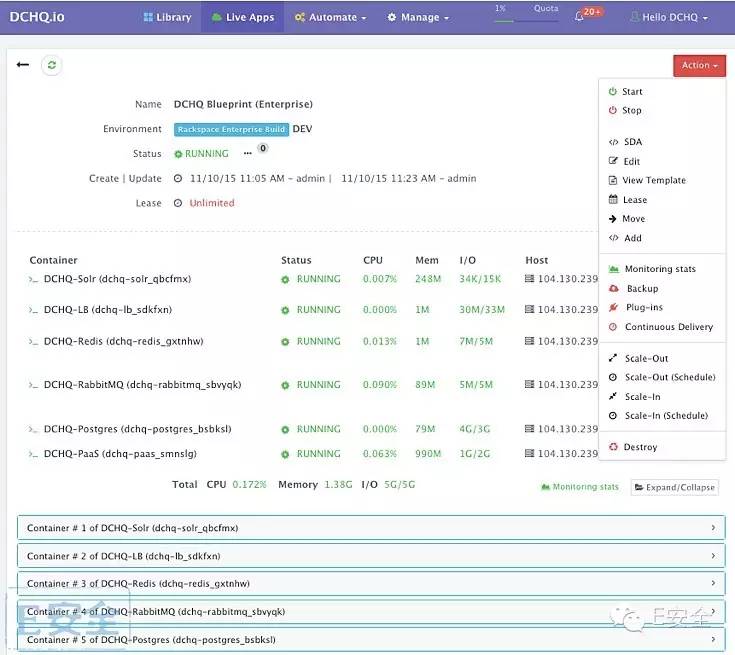 DCHQ.io Library Live Apps Automate Manage 1% Quota 20+ Hello DCHQ
Action
Name DCHQ Blueprint (Enterprise)
Environment Rackspace Enterprise Build DEV
Status RUNNING ... 0
Create | Update 11/10/15 11:05 AM – admin | 11/10/15 11:23 AM – admin
Lease Unlimited
Start
Stop
SDA
Edit
View Template
Lease
Move
Add
Monitoring stats
Backup
Plug-ins
Continuous Delivery
Scale-Out
Scale-Out (Schedule)
Scale-In
Scale-In (Schedule)
Destroy
Container Status CPU Mem I/O Host
>_ DCHQ-Solr (dchq-solr_qbcfmx) RUNNING 0.007% 248M 34K/15K 104.130.239
>_ DCHQ-LB (dchq-lb_sdkfxn) RUNNING 0.000% 1M 30M/33M 104.130.239
>_ DCHQ-Redis (dchq-redis_gxtnhw) RUNNING 0.013% 1M 7M/5M 104.130.239
>_ DCHQ-RabbitMQ (dchq-rabbitmq_sbvyqk) RUNNING 0.090% 89M 5M/5M 104.130.239
>_ DCHQ-Postgres (dchq-postgres_bsbksl) RUNNING 0.000% 79M 4G/3G 104.130.239
>_ DCHQ-PaaS (dchq-paas_smnslg) RUNNING 0.063% 990M 1G/2G 104.130.239
Total CPU 0.172% Memory 1.38G I/O 5G/5G Monitoring stats Expand/Collapse
Container # 1 of DCHQ-Solr (dchq-solr_qbcfmx)
Container # 2 of DCHQ-LB (dchq-lb_sdkfxn)
Container # 3 of DCHQ-Redis (dchq-redis_gxtnhw)
Container # 4 of DCHQ-RabbitMQ (dchq-rabbitmq_sbvyqk)
Container # 5 of DCHQ-Postgres (dchq-postgres_bsbksl)
E安全
E安全